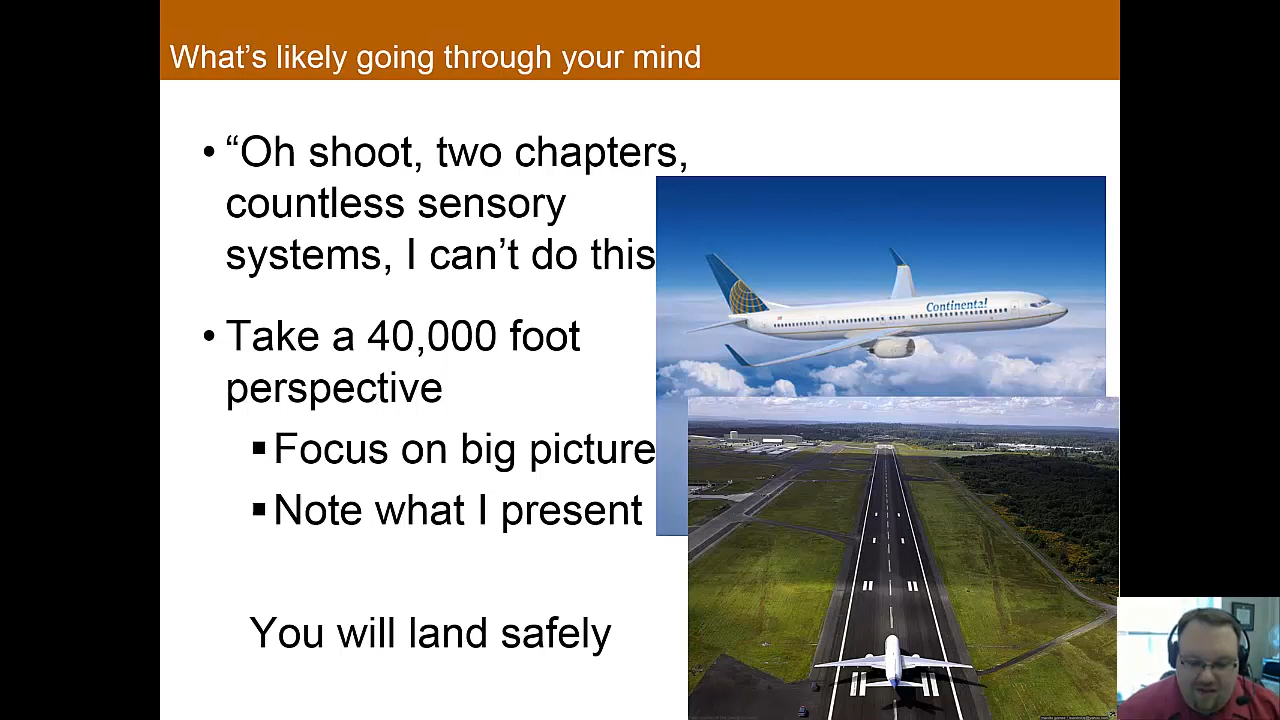 What’s likely going through your mind
• “Oh shoot, two chapters,
countless sensory
systems, I can’t do this
• Take a 40,000 foot
perspective
▪ Focus on big picture
▪ Note what I present
You will land safely
Continental